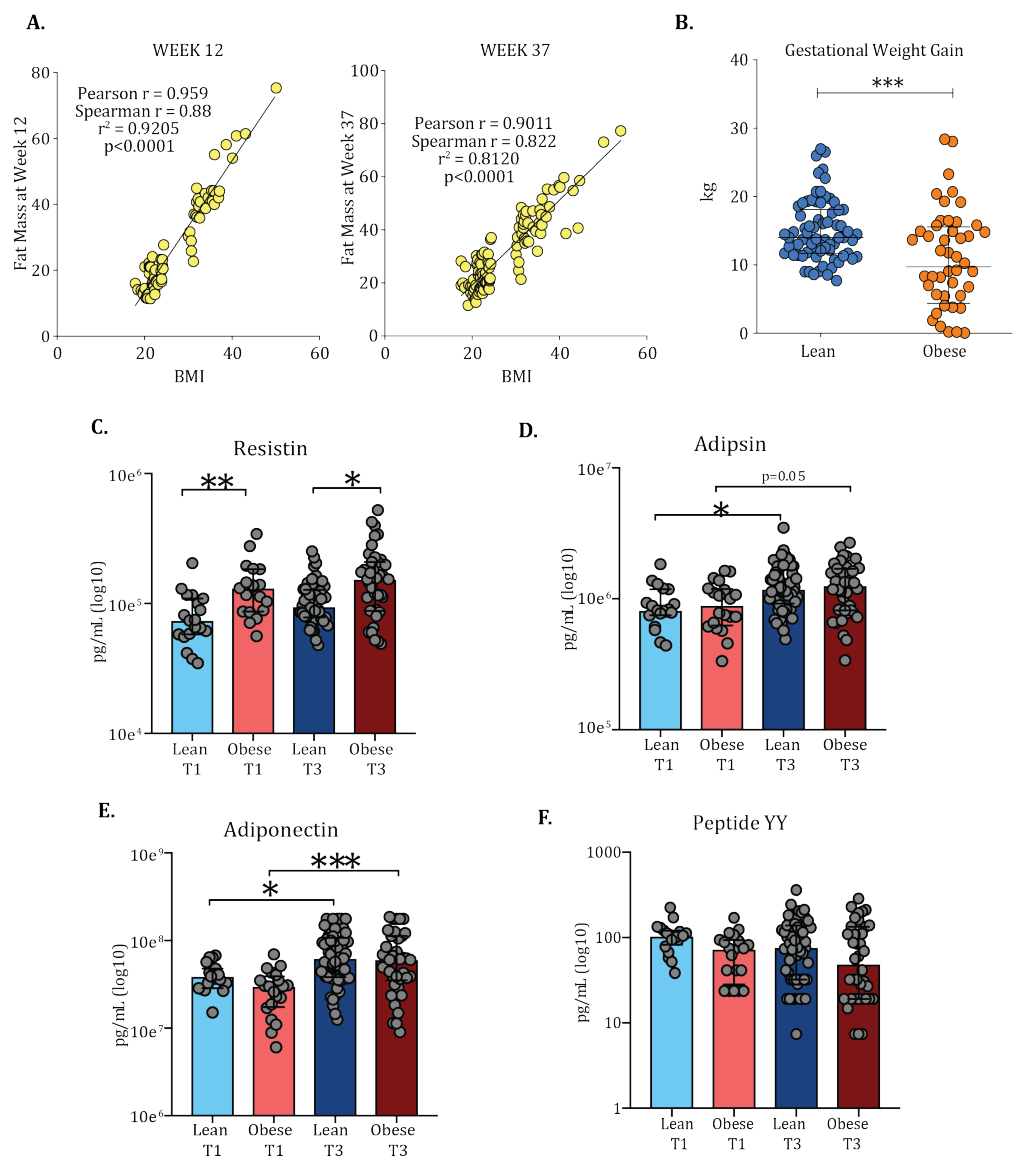 A.
WEEK 12
Pearson r = 0.959
Spearman r = 0.88
r² = 0.9205
p<0.0001
Fat Mass at Week 12
80
60
40
20
0
0 20 40 60
BMI
WEEK 37
Pearson r = 0.9011
Spearman r = 0.822
r² = 0.8120
p<0.0001
Fat Mass at Week 37
100
80
60
40
20
0
0 20 40 60
BMI
B.
Gestational Weight Gain
***
kg
40
30
20
10
0
Lean Obese
C.
Resistin
** *
pg/mL (log10)
10e⁶
10e⁵
10e⁴
Lean Obese Lean Obese
T1 T1 T3 T3
D.
Adipsin
p=0.05
*
pg/mL (log10)
10e⁷
10e⁶
10e⁵
Lean Obese Lean Obese
T1 T1 T3 T3
E.
Adiponectin
***
*
pg/mL (log10)
10e⁹
10e⁸
10e⁷
10e⁶
Lean Obese Lean Obese
T1 T1 T3 T3
F.
Peptide YY
pg/mL (log10)
1000
100
10
1
Lean Obese Lean Obese
T1 T1 T3 T3